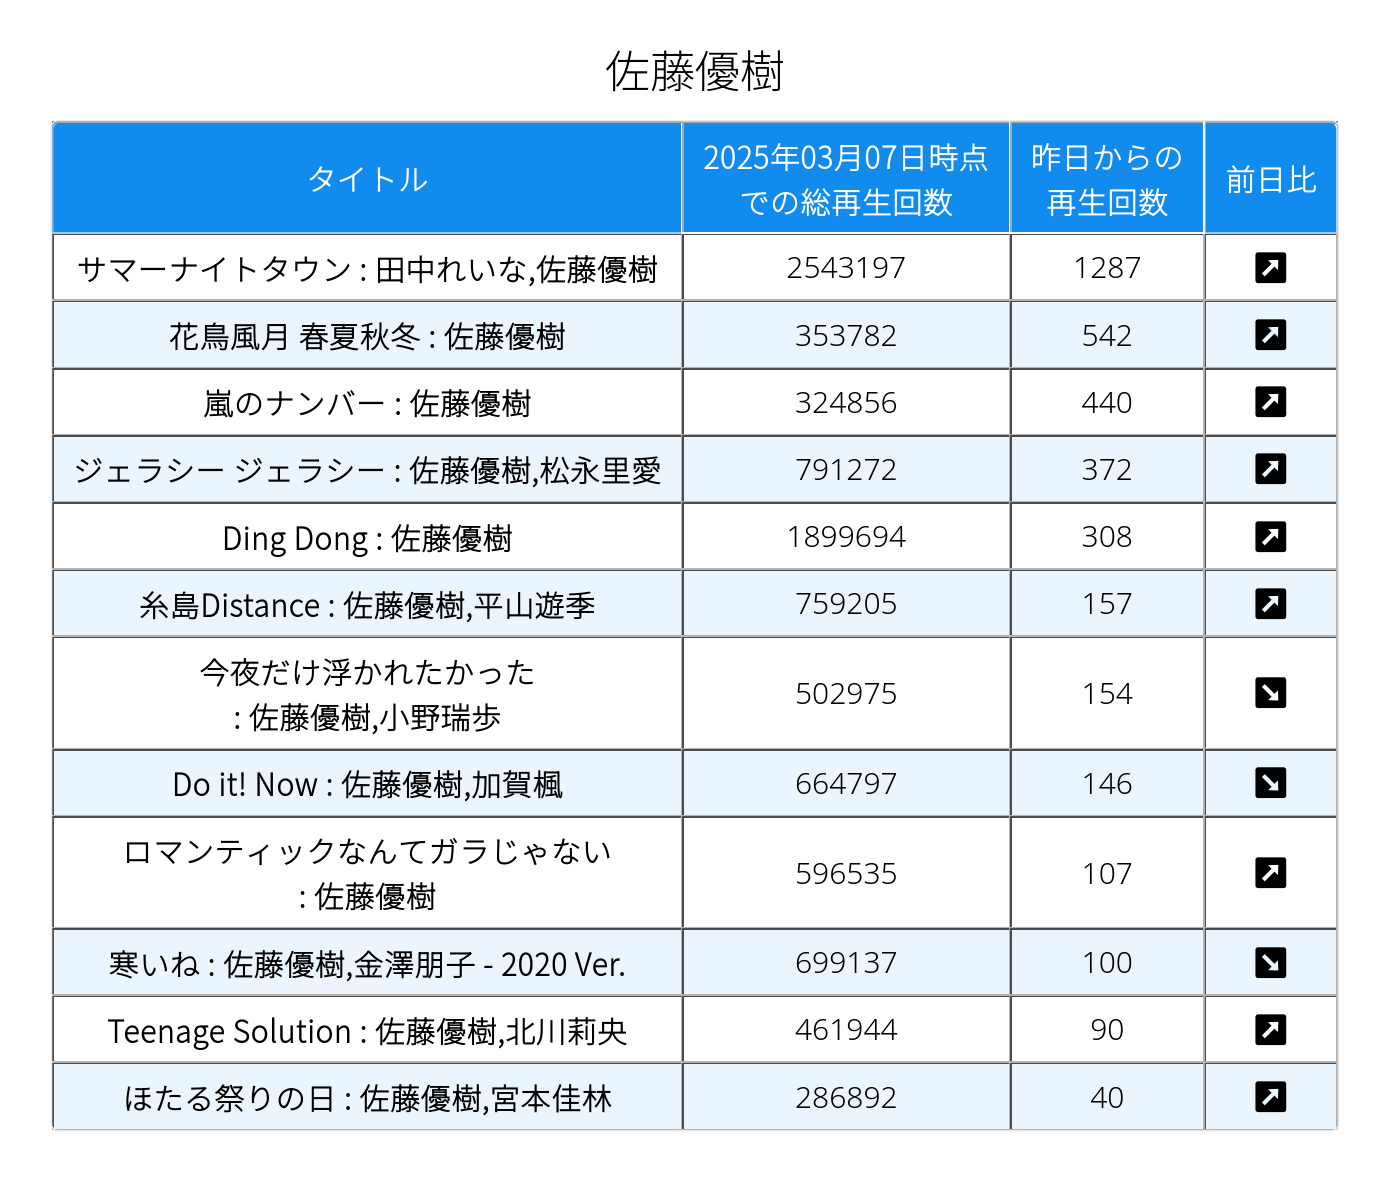 佐藤優樹
タイトル
2025年03月07日時点
での総再生回数
昨日からの
再生回数
前日比
サマーナイトタウン : 田中れいな,佐藤優樹 2543197 1287 ↗
花鳥風月 春夏秋冬 : 佐藤優樹 353782 542 ↗
嵐のナンバー : 佐藤優樹 324856 440 ↗
ジェラシー ジェラシー : 佐藤優樹,松永里愛 791272 372 ↗
Ding Dong : 佐藤優樹 1899694 308 ↗
糸島Distance : 佐藤優樹,平山遊季 759205 157 ↗
今夜だけ浮かれたかった
: 佐藤優樹,小野瑞歩 502975 154 ↘
Do it! Now : 佐藤優樹,加賀楓 664797 146 ↘
ロマンティックなんてガラじゃない
: 佐藤優樹 596535 107 ↗
寒いね : 佐藤優樹,金澤朋子 - 2020 Ver. 699137 100 ↘
Teenage Solution : 佐藤優樹,北川莉央 461944 90 ↗
ほたる祭りの日 : 佐藤優樹,宮本佳林 286892 40 ↗